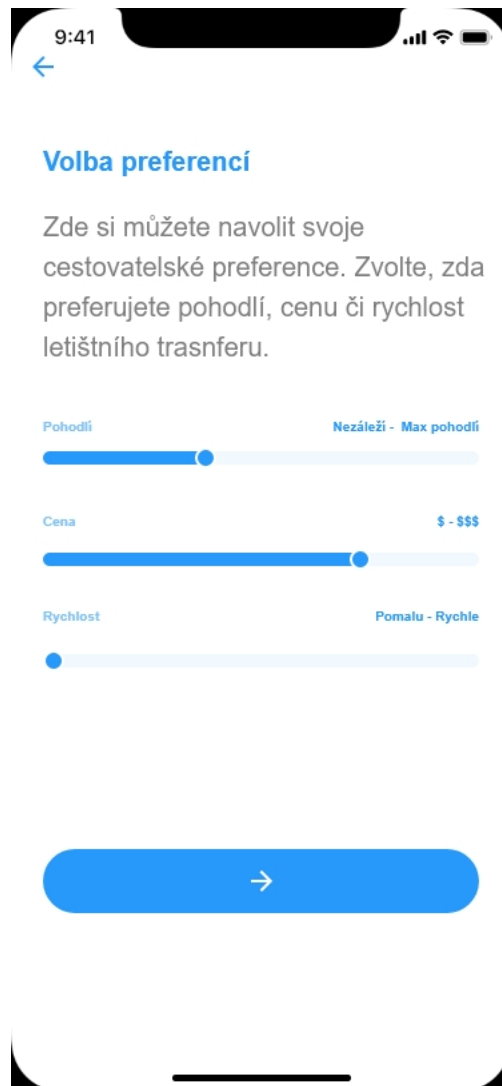 9:41
Volba preferencí
Zde si můžete navolit svoje
cestovatelské preference. Zvolte, zda
preferujete pohodlí, cenu či rychlost
letištního trasnferu.
Pohodlí Nezáleží - Max pohodlí
Cena $ - $$$
Rychlost Pomalu - Rychle